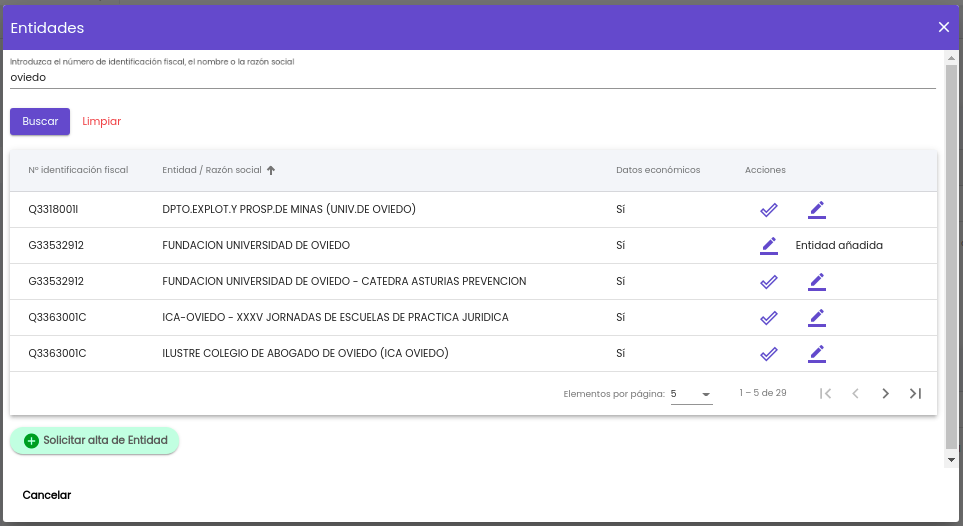 Entidades
Introduzca el número de identificación fiscal, el nombre o la razón social
oviedo
Buscar Limpiar
Nº identificación fiscal Entidad / Razón social Datos económicos Acciones
Q3318001I DPTO.EXPLOT.Y PROSP.DE MINAS (UNIV.DE OVIEDO) Sí
G33532912 FUNDACION UNIVERSIDAD DE OVIEDO Sí Entidad añadida
G33532912 FUNDACION UNIVERSIDAD DE OVIEDO - CATEDRA ASTURIAS PREVENCION Sí
Q3363001C ICA-OVIEDO - XXXV JORNADAS DE ESCUELAS DE PRACTICA JURIDICA Sí
Q3363001C ILUSTRE COLEGIO DE ABOGADO DE OVIEDO (ICA OVIEDO) Sí
Elementos por página: 5 1 – 5 de 29
Solicitar alta de Entidad
Cancelar